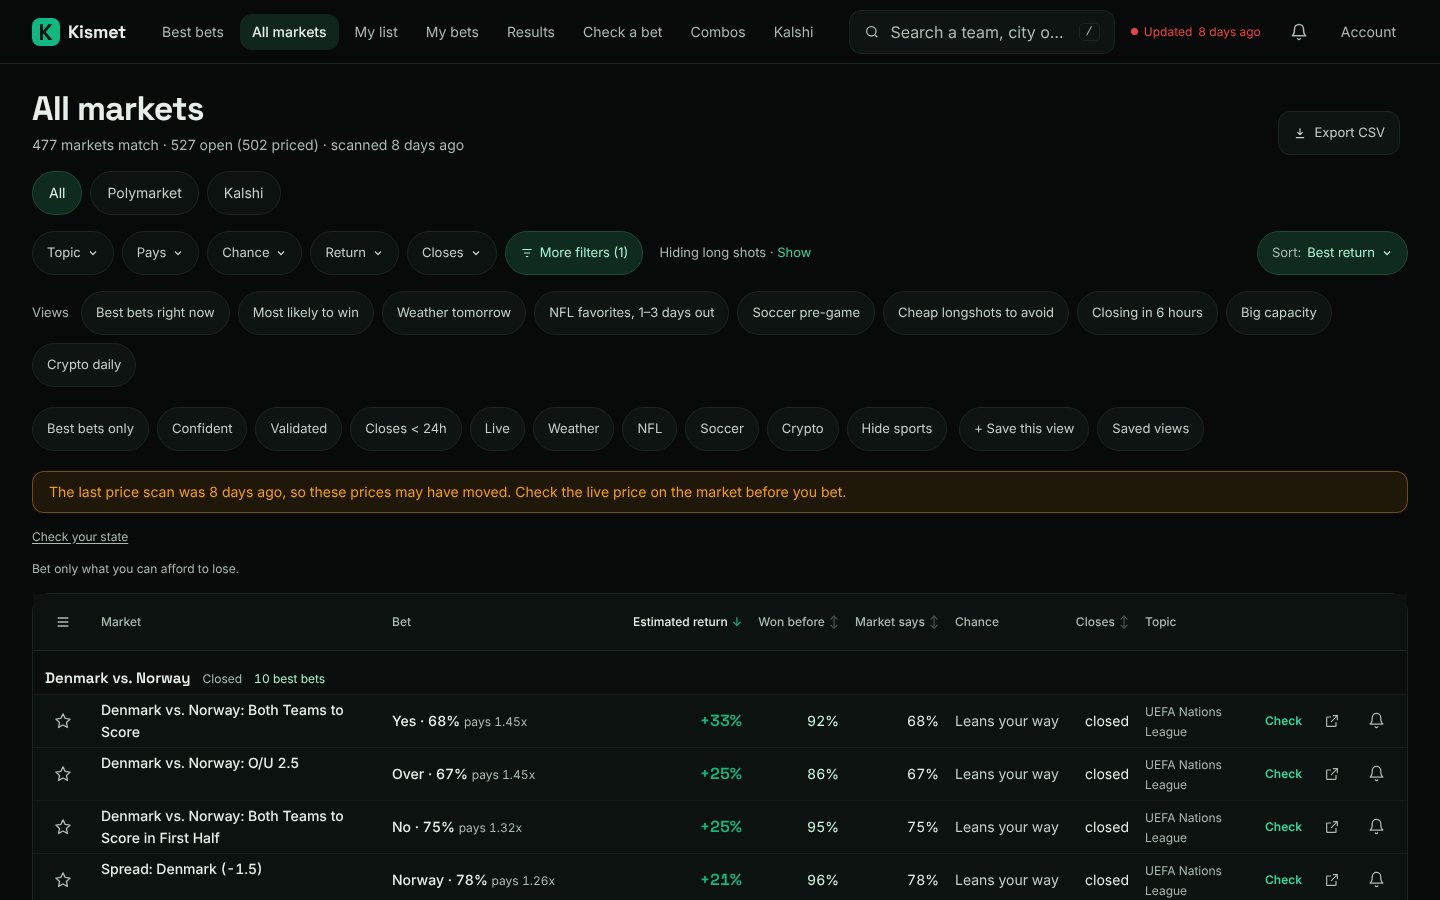 Kismet
Best bets
All markets
My list
My bets
Results
Check a bet
Combos
Kalshi
Search a team, city o...
/
Updated 8 days ago
Account
All markets
477 markets match · 527 open (502 priced) · scanned 8 days ago
Export CSV
All
Polymarket
Kalshi
Topic
Pays
Chance
Return
Closes
More filters (1)
Hiding long shots · Show
Sort: Best return
Views
Best bets right now
Most likely to win
Weather tomorrow
NFL favorites, 1–3 days out
Soccer pre-game
Cheap longshots to avoid
Closing in 6 hours
Big capacity
Crypto daily
Best bets only
Confident
Validated
Closes < 24h
Live
Weather
NFL
Soccer
Crypto
Hide sports
+ Save this view
Saved views
The last price scan was 8 days ago, so these prices may have moved. Check the live price on the market before you bet.
Check your state
Bet only what you can afford to lose.
Market
Bet
Estimated return
Won before
Market says
Chance
Closes
Topic
Denmark vs. Norway Closed 10 best bets
Denmark vs. Norway: Both Teams to
Score
Yes · 68% pays 1.45x
+33%
92%
68%
Leans your way
closed
UEFA Nations
League
Check
Denmark vs. Norway: O/U 2.5
Over · 67% pays 1.45x
+25%
86%
67%
Leans your way
closed
UEFA Nations
League
Check
Denmark vs. Norway: Both Teams to
Score in First Half
No · 75% pays 1.32x
+25%
95%
75%
Leans your way
closed
UEFA Nations
League
Check
Spread: Denmark (-1.5)
Norway · 78% pays 1.26x
+21%
96%
78%
Leans your way
closed
UEFA Nations
League
Check